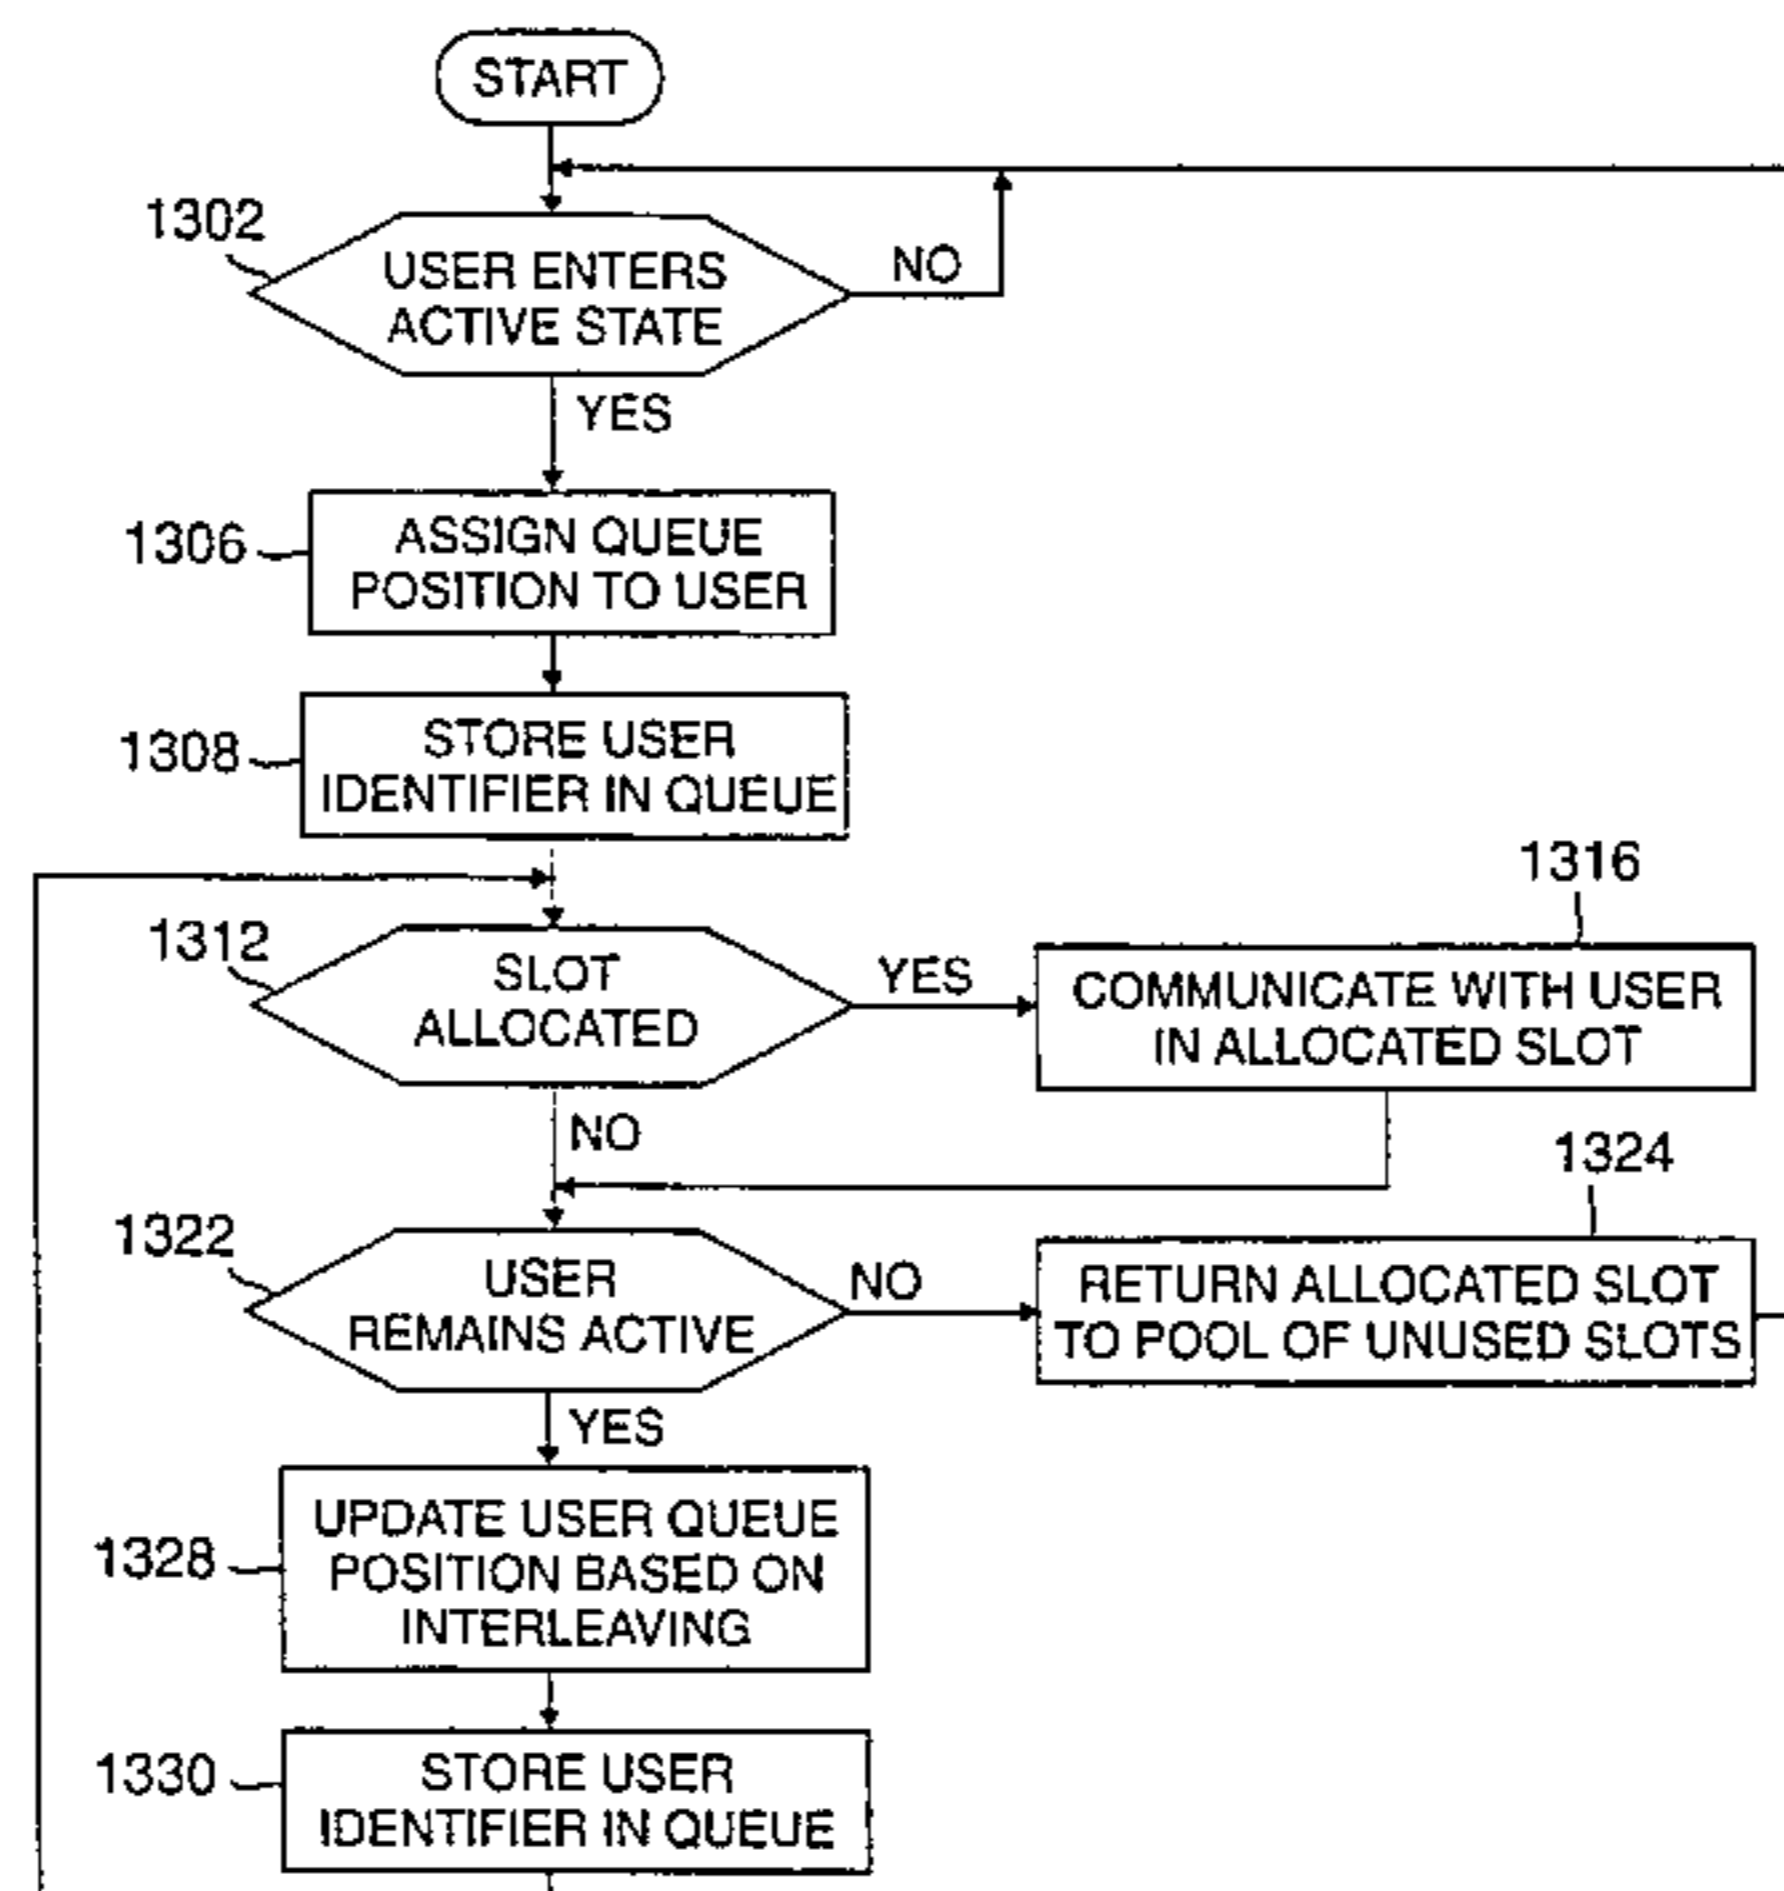 START
1302
USER ENTERS
ACTIVE STATE
NO
YES
1306
ASSIGN QUEUE
POSITION TO USER
1308
STORE USER
IDENTIFIER IN QUEUE
1312
SLOT
ALLOCATED
YES
1316
COMMUNICATE WITH USER
IN ALLOCATED SLOT
NO
1322
USER
REMAINS ACTIVE
NO
1324
RETURN ALLOCATED SLOT
TO POOL OF UNUSED SLOTS
YES
1328
UPDATE USER QUEUE
POSITION BASED ON
INTERLEAVING
1330
STORE USER
IDENTIFIER IN QUEUE